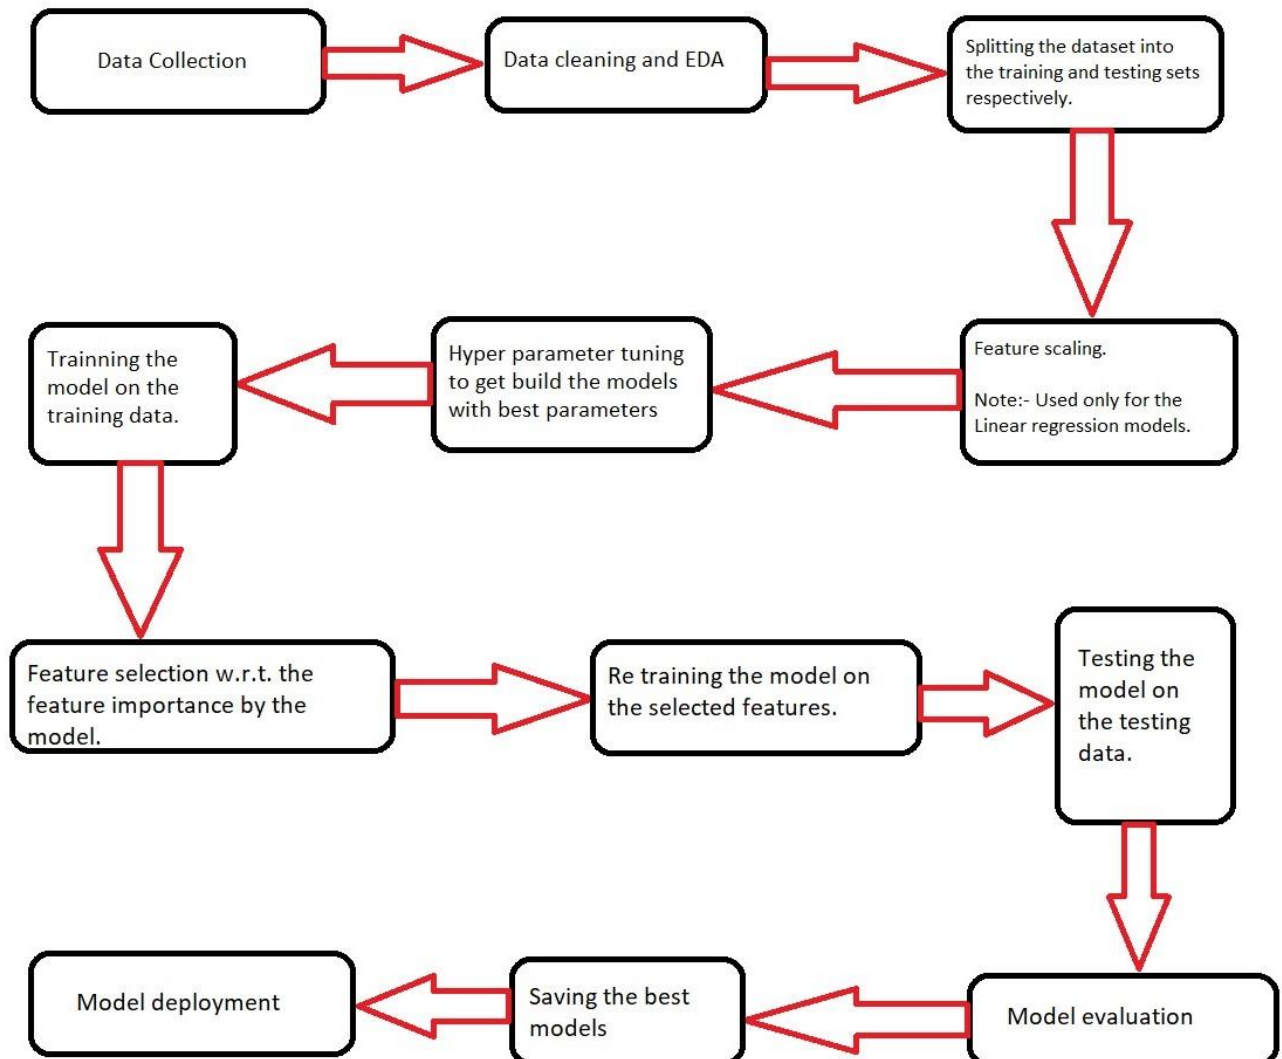 Data Collection
Data cleaning and EDA
Splitting the dataset into
the training and testing sets
respectively.
Feature scaling.
Note:- Used only for the
Linear regression models.
Hyper parameter tuning
to get build the models
with best parameters
Trainning the
model on the
training data.
Feature selection w.r.t. the
feature importance by the
model.
Re training the model on
the selected features.
Testing the
model on
the testing
data.
Model evaluation
Saving the best
models
Model deployment